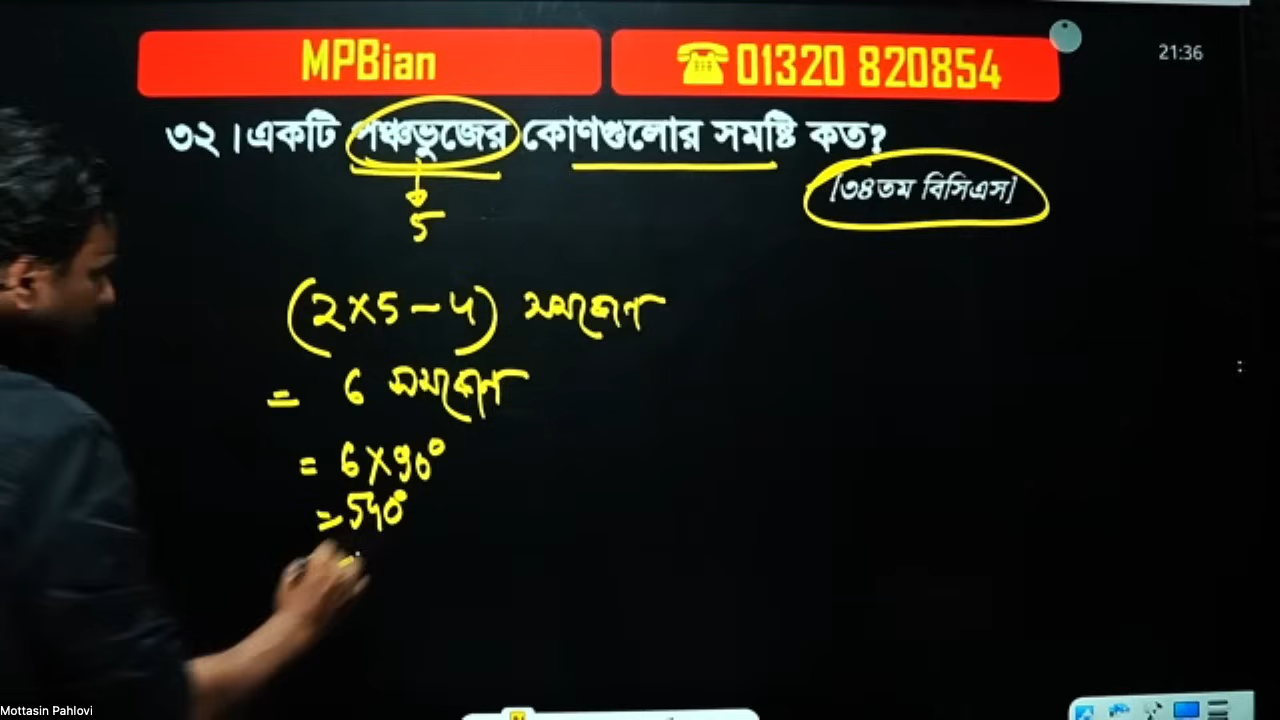 MPBian
☎01320 820854
21:36
৩২।একটি পঞ্চভুজের কোণগুলোর সমষ্টি কত?
[৩৪তম বিসিএস]
5
(2×5-4) সমকোণ
= 6 সমকোণ
= 6×90°
=540°
Mottasin Pahlovi